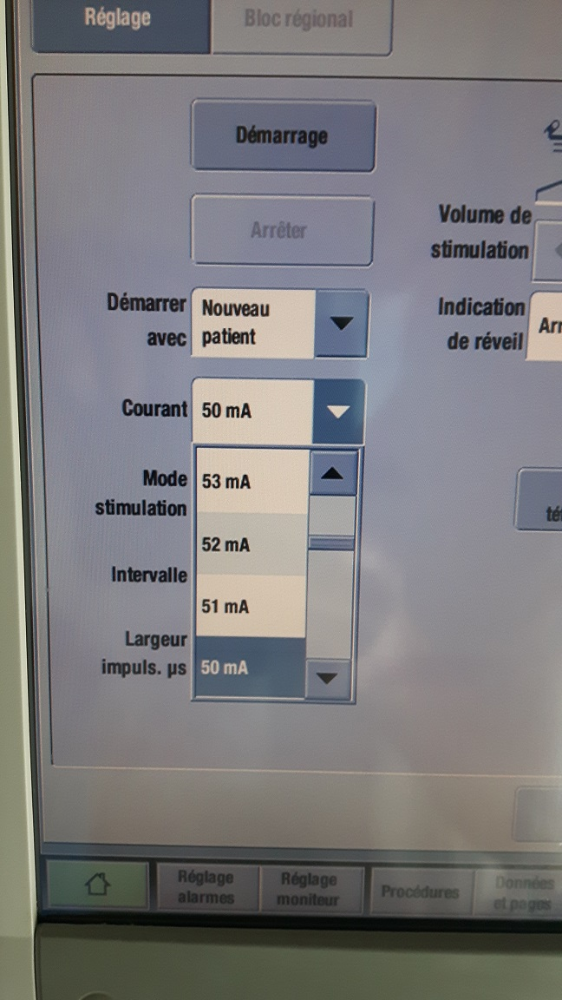 Réglage
Bloc régional
Démarrage
Arrêter
Volume de
stimulation
Démarrer
avec
Nouveau
patient
Indication
de réveil
Courant
50 mA
Mode
stimulation
53 mA
52 mA
Intervalle
51 mA
Largeur
impuls. µs
50 mA
Réglage
alarmes
Réglage
moniteur
Procédures
Données
et pages